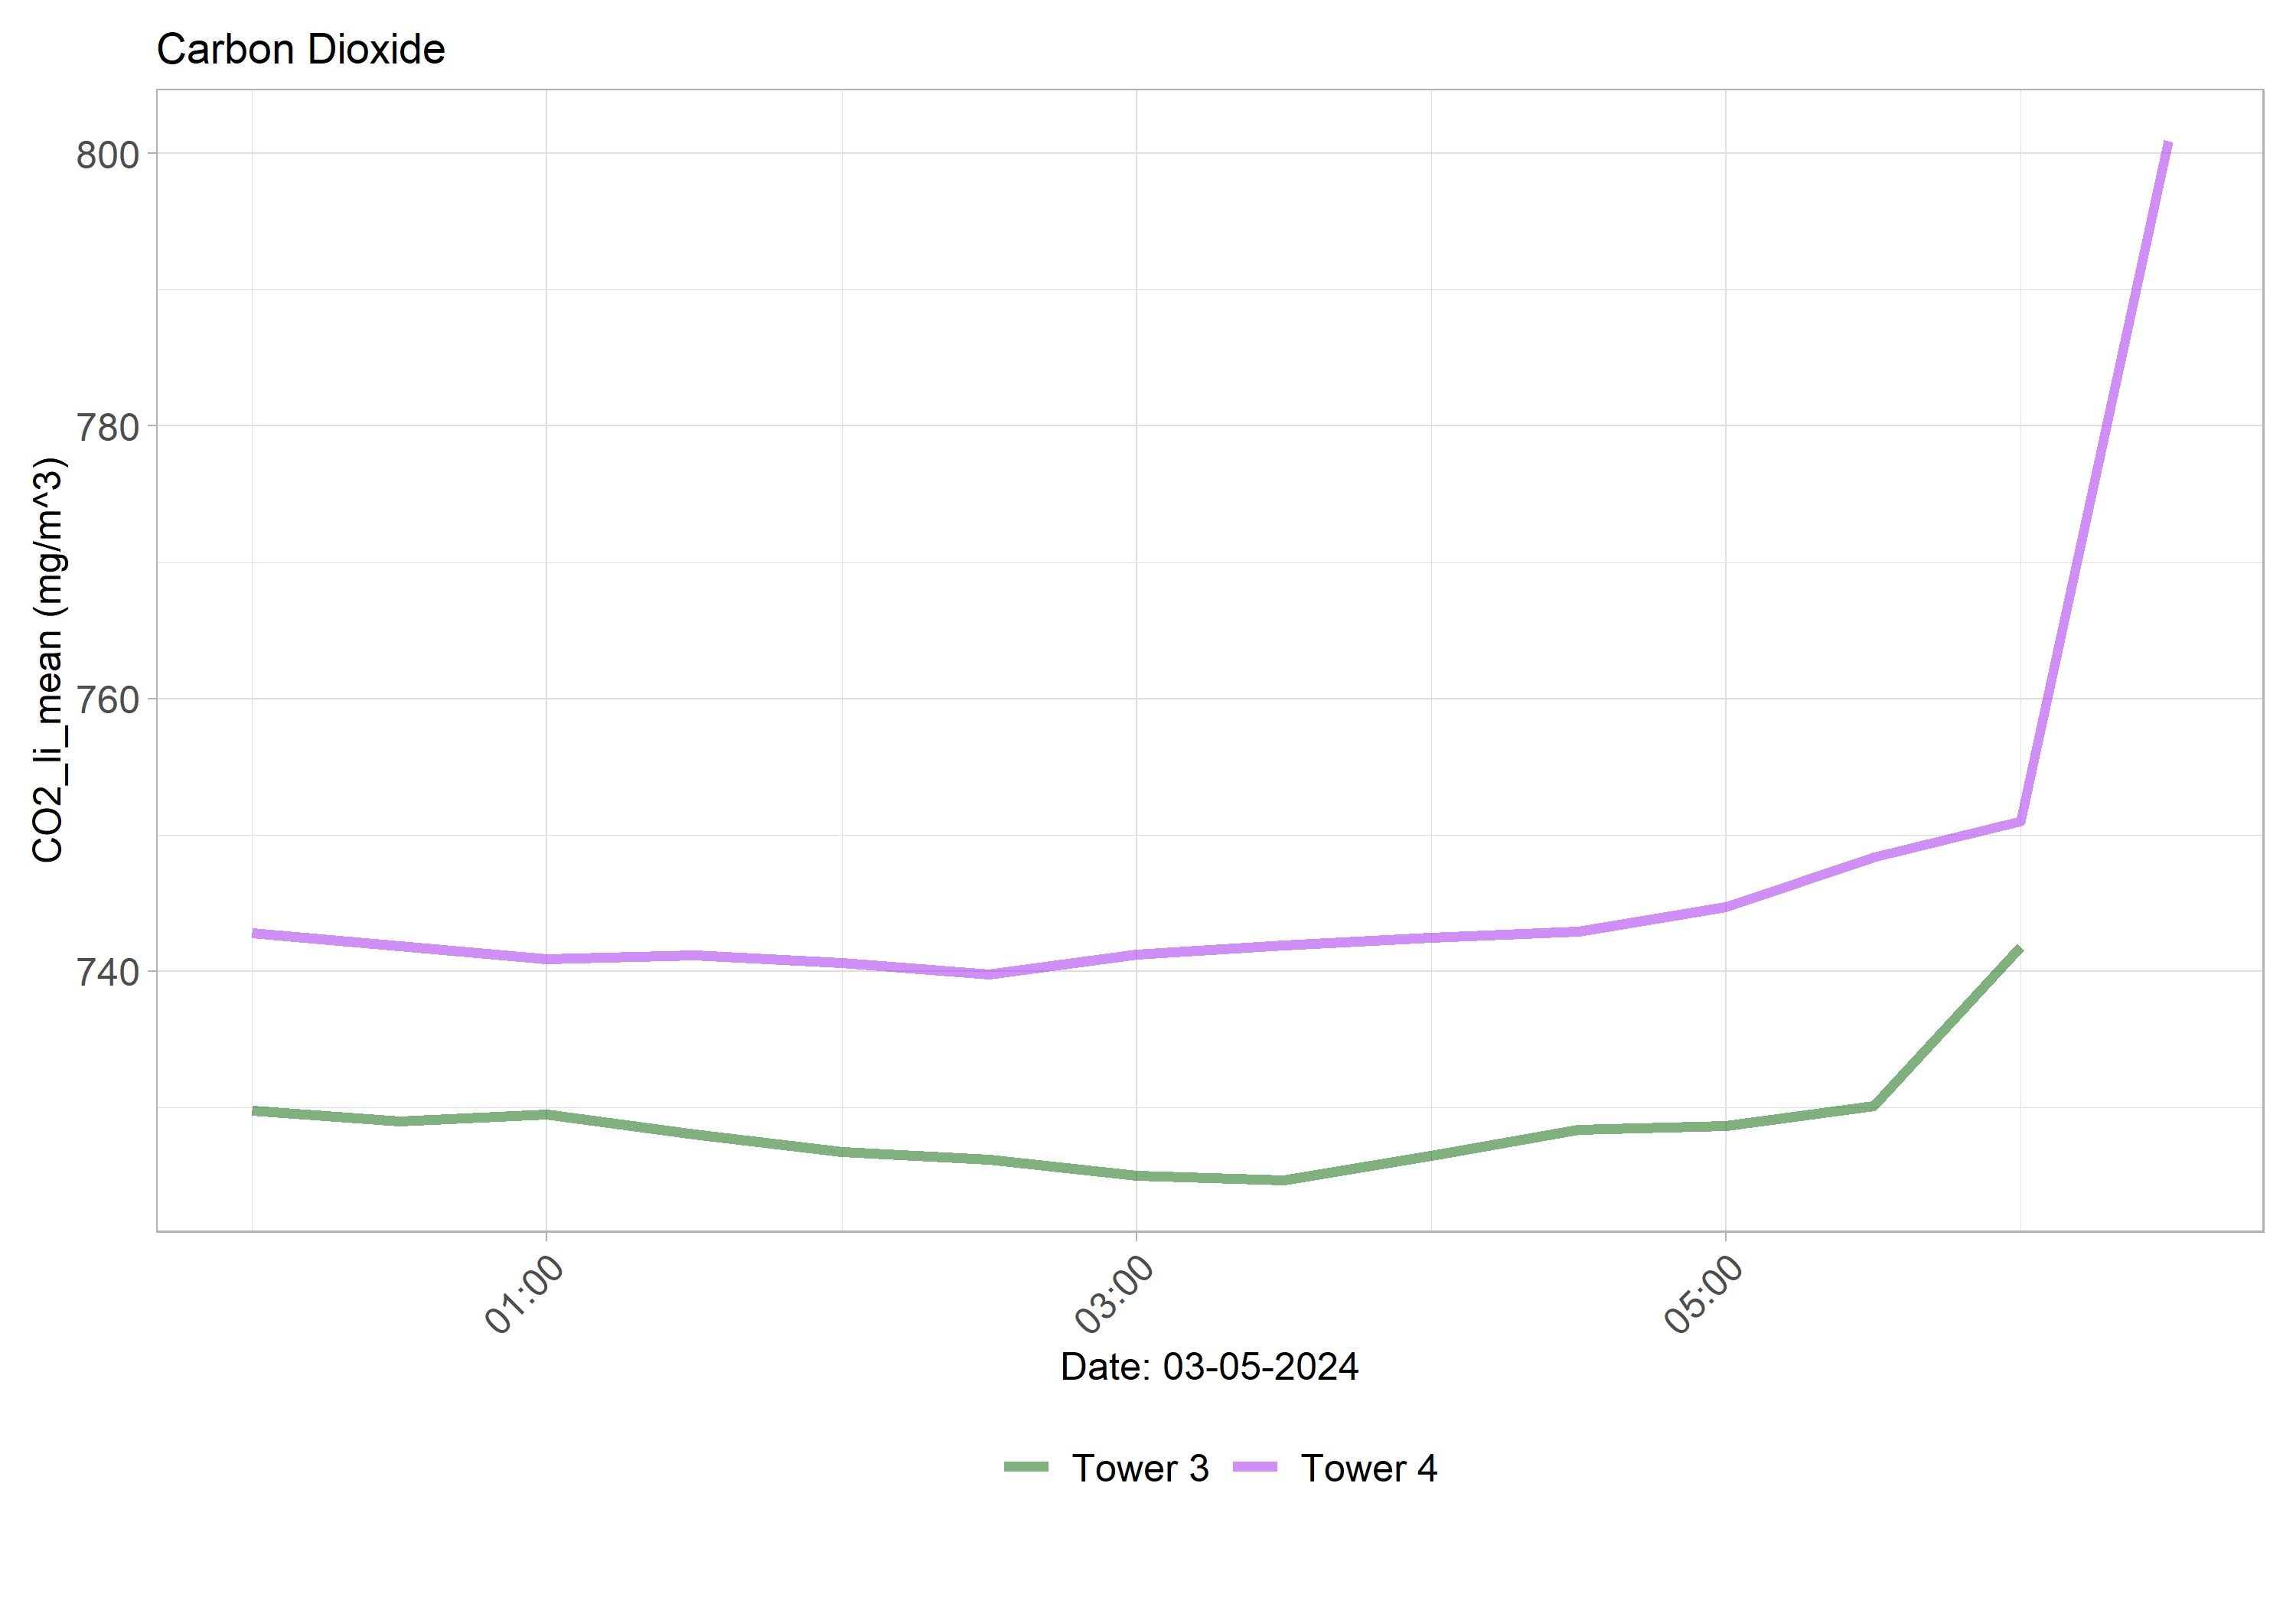 Carbon Dioxide
CO2_li_mean (mg/m^3)
800
780
760
740
01:00
03:00
05:00
Date: 03-05-2024
Tower 3
Tower 4